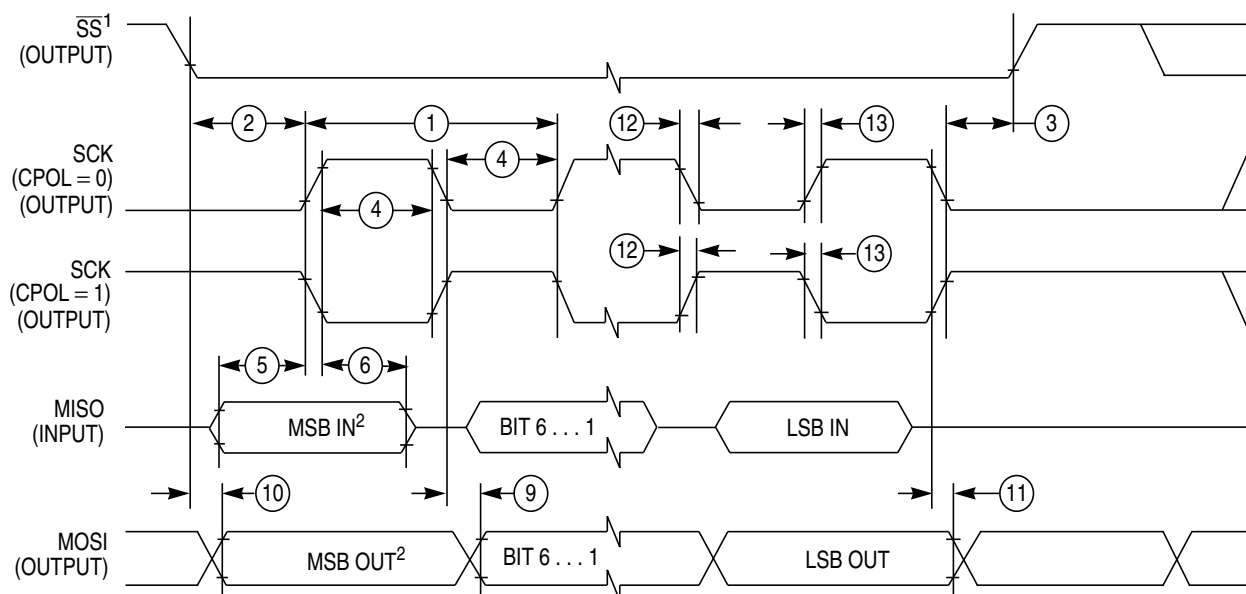 SS¹
(OUTPUT)
2
1
12
13
3
SCK
(CPOL = 0)
(OUTPUT)
4
4
SCK
(CPOL = 1)
(OUTPUT)
12
13
5
6
MISO
(INPUT)
MSB IN²
BIT 6 . . . 1
LSB IN
10
9
11
MOSI
(OUTPUT)
MSB OUT²
BIT 6 . . . 1
LSB OUT